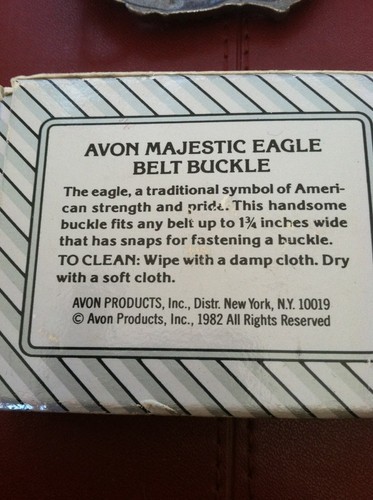 AVON MAJESTIC EAGLE
BELT BUCKLE
The eagle, a traditional symbol of Ameri-
can strength and pride. This handsome
buckle fits any belt up to 1¾ inches wide
that has snaps for fastening a buckle.
TO CLEAN: Wipe with a damp cloth. Dry
with a soft cloth.
AVON PRODUCTS, Inc., Distr. New York, N.Y. 10019
© Avon Products, Inc., 1982 All Rights Reserved